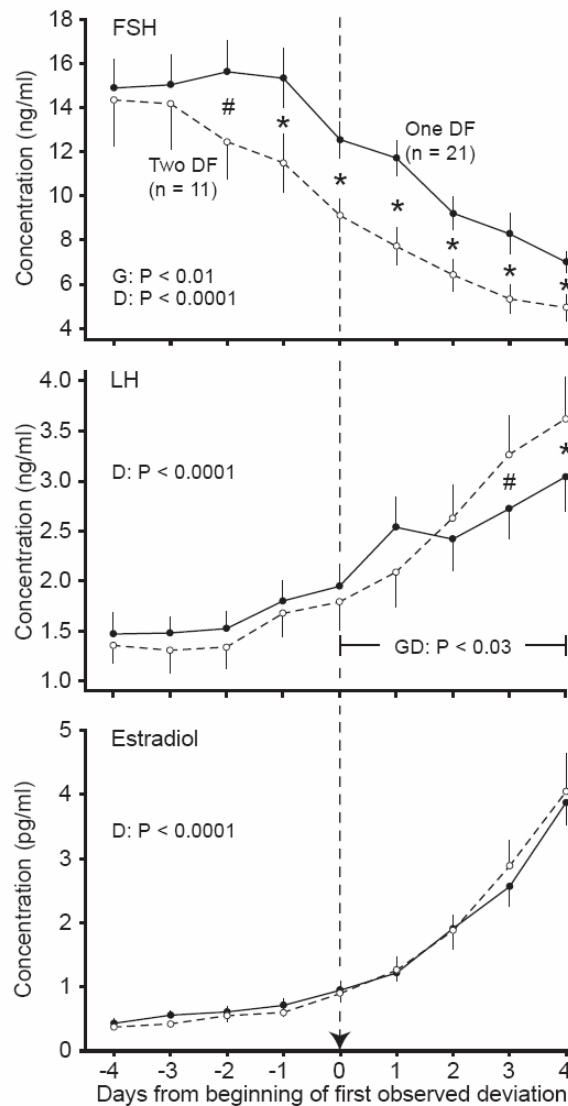 FSH
18
16
14
12
10
8
6
4
Concentration (ng/ml)
#
*
*
*
*
*
*
One DF
(n = 21)
Two DF
(n = 11)
G: P < 0.01
D: P < 0.0001
LH
4.0
3.5
3.0
2.5
2.0
1.5
1.0
Concentration (ng/ml)
D: P < 0.0001
#
*
GD: P < 0.03
Estradiol
5
4
3
2
1
0
Concentration (pg/ml)
D: P < 0.0001
-4 -3 -2 -1 0 1 2 3 4
Days from beginning of first observed deviation